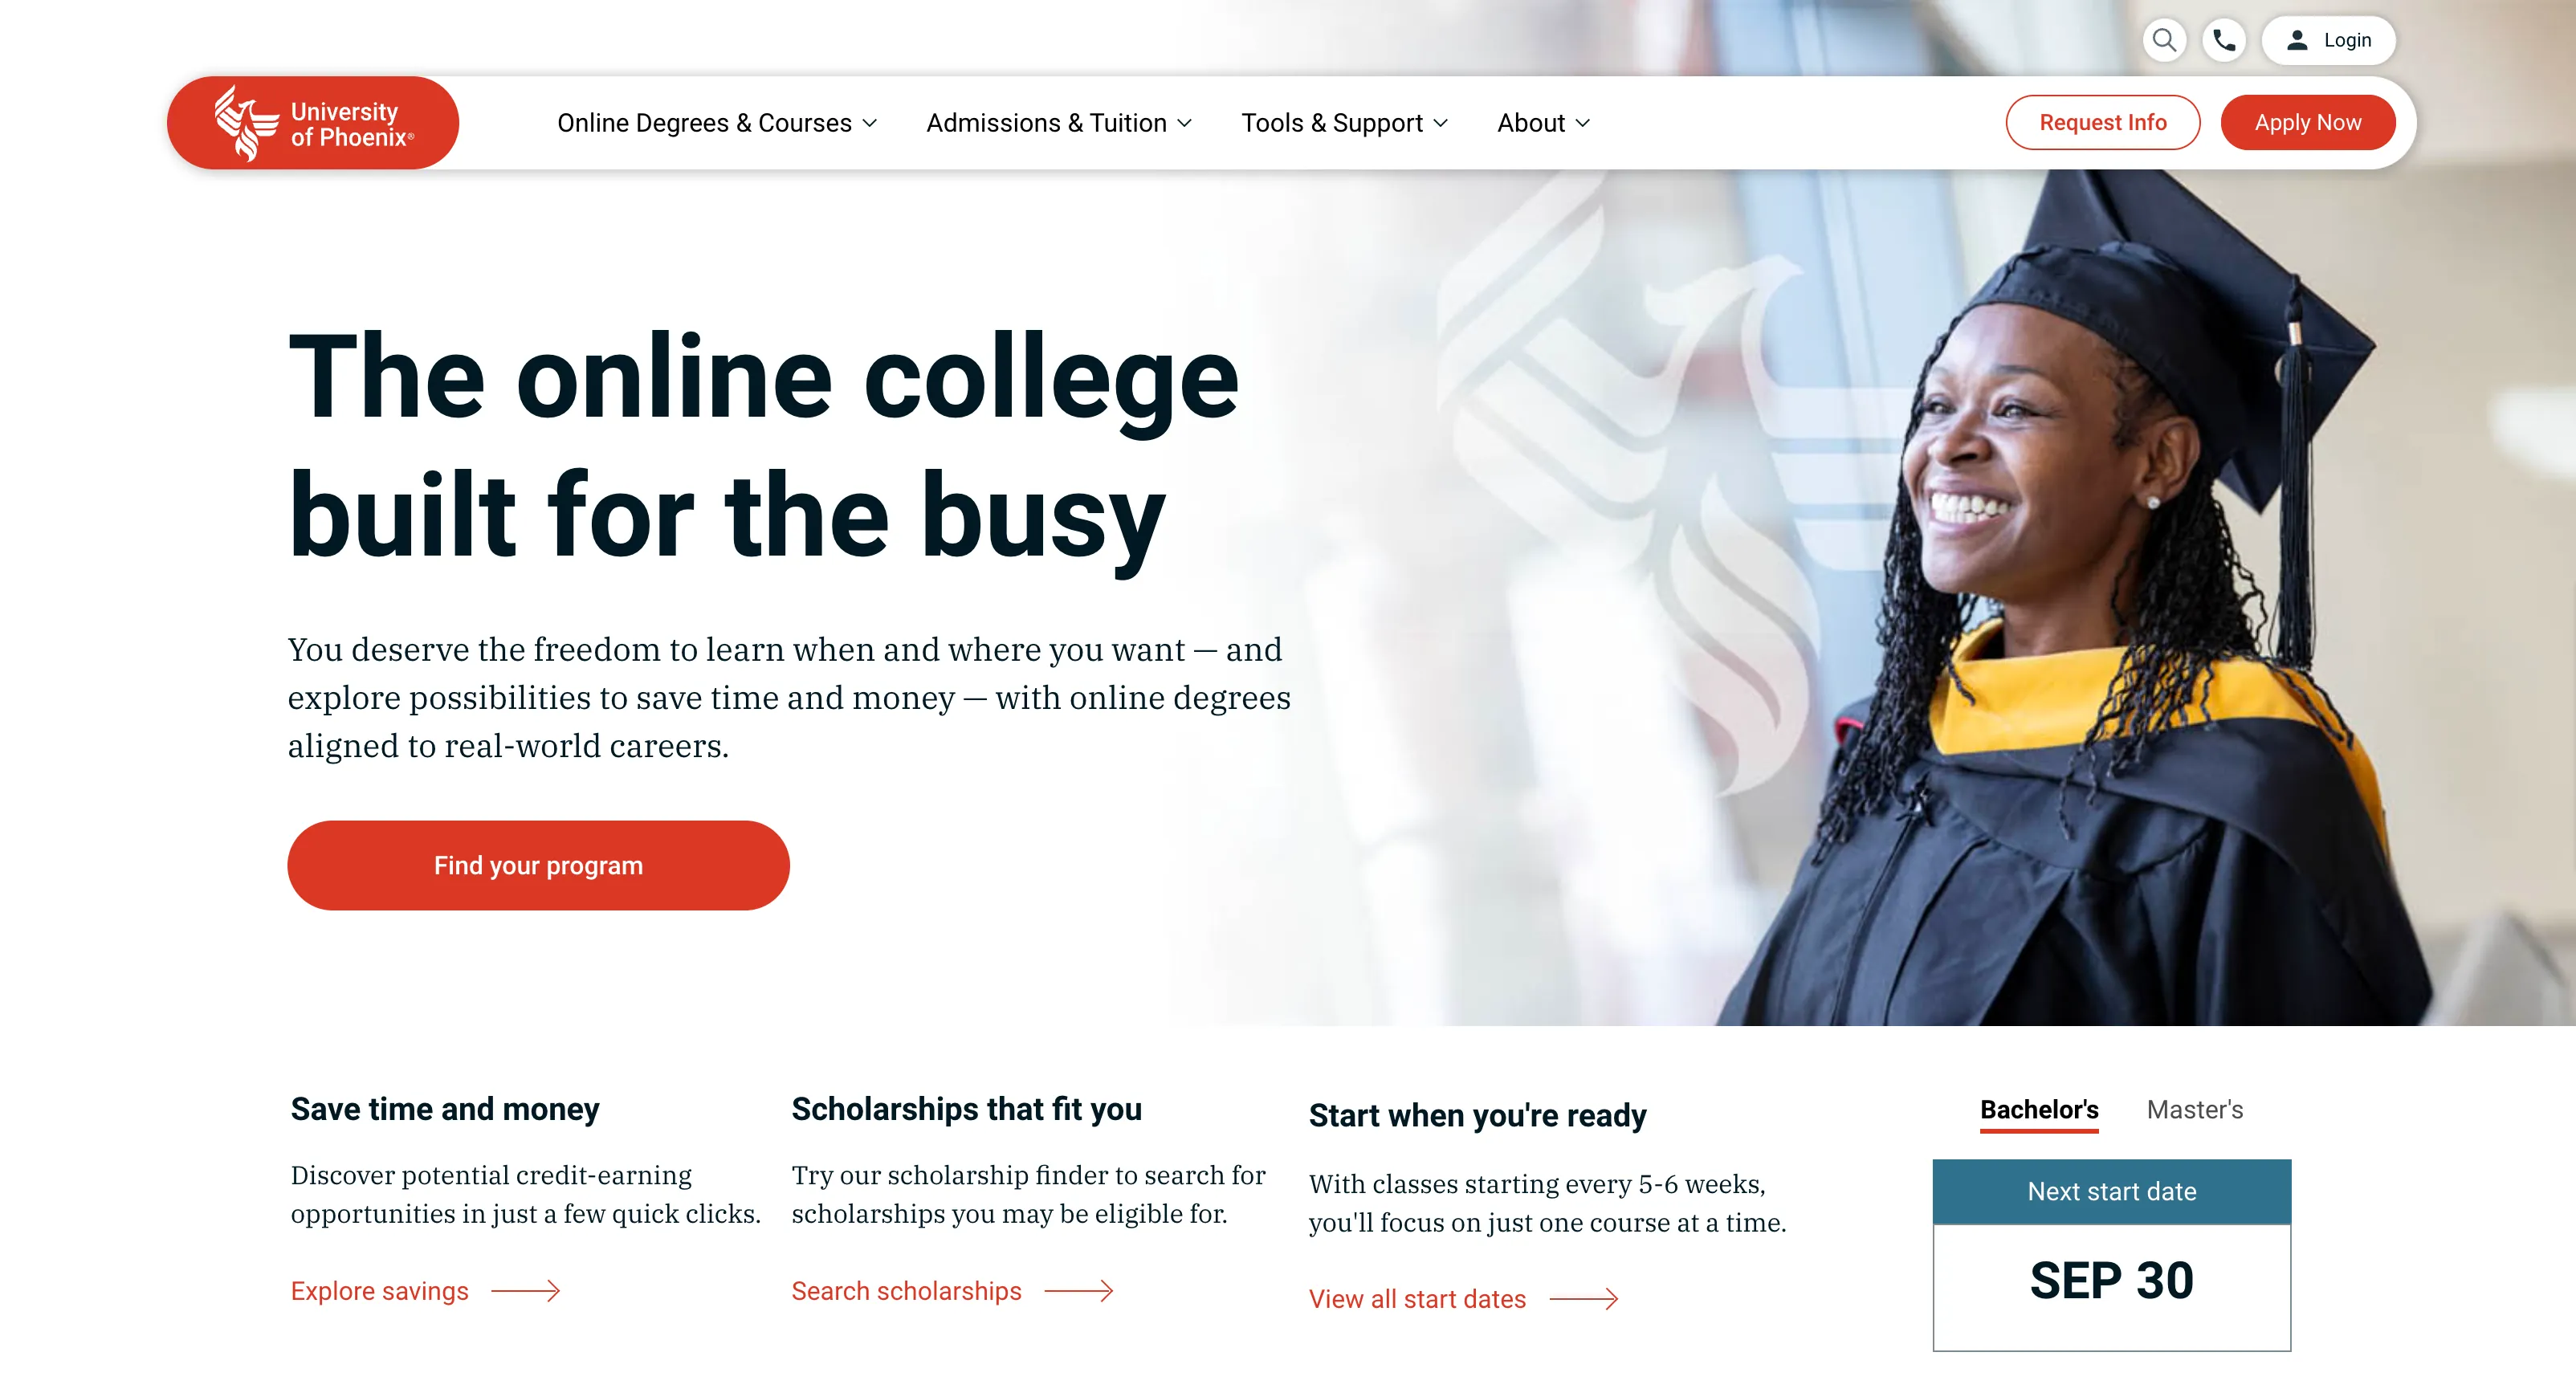 Login
University
of Phoenix®
Online Degrees & Courses
Admissions & Tuition
Tools & Support
About
Request Info
Apply Now
The online college
built for the busy
You deserve the freedom to learn when and where you want — and
explore possibilities to save time and money — with online degrees
aligned to real-world careers.
Find your program
Save time and money
Discover potential credit-earning
opportunities in just a few quick clicks.
Explore savings
Scholarships that fit you
Try our scholarship finder to search for
scholarships you may be eligible for.
Search scholarships
Start when you're ready
With classes starting every 5-6 weeks,
you'll focus on just one course at a time.
View all start dates
Bachelor's
Master's
Next start date
SEP 30